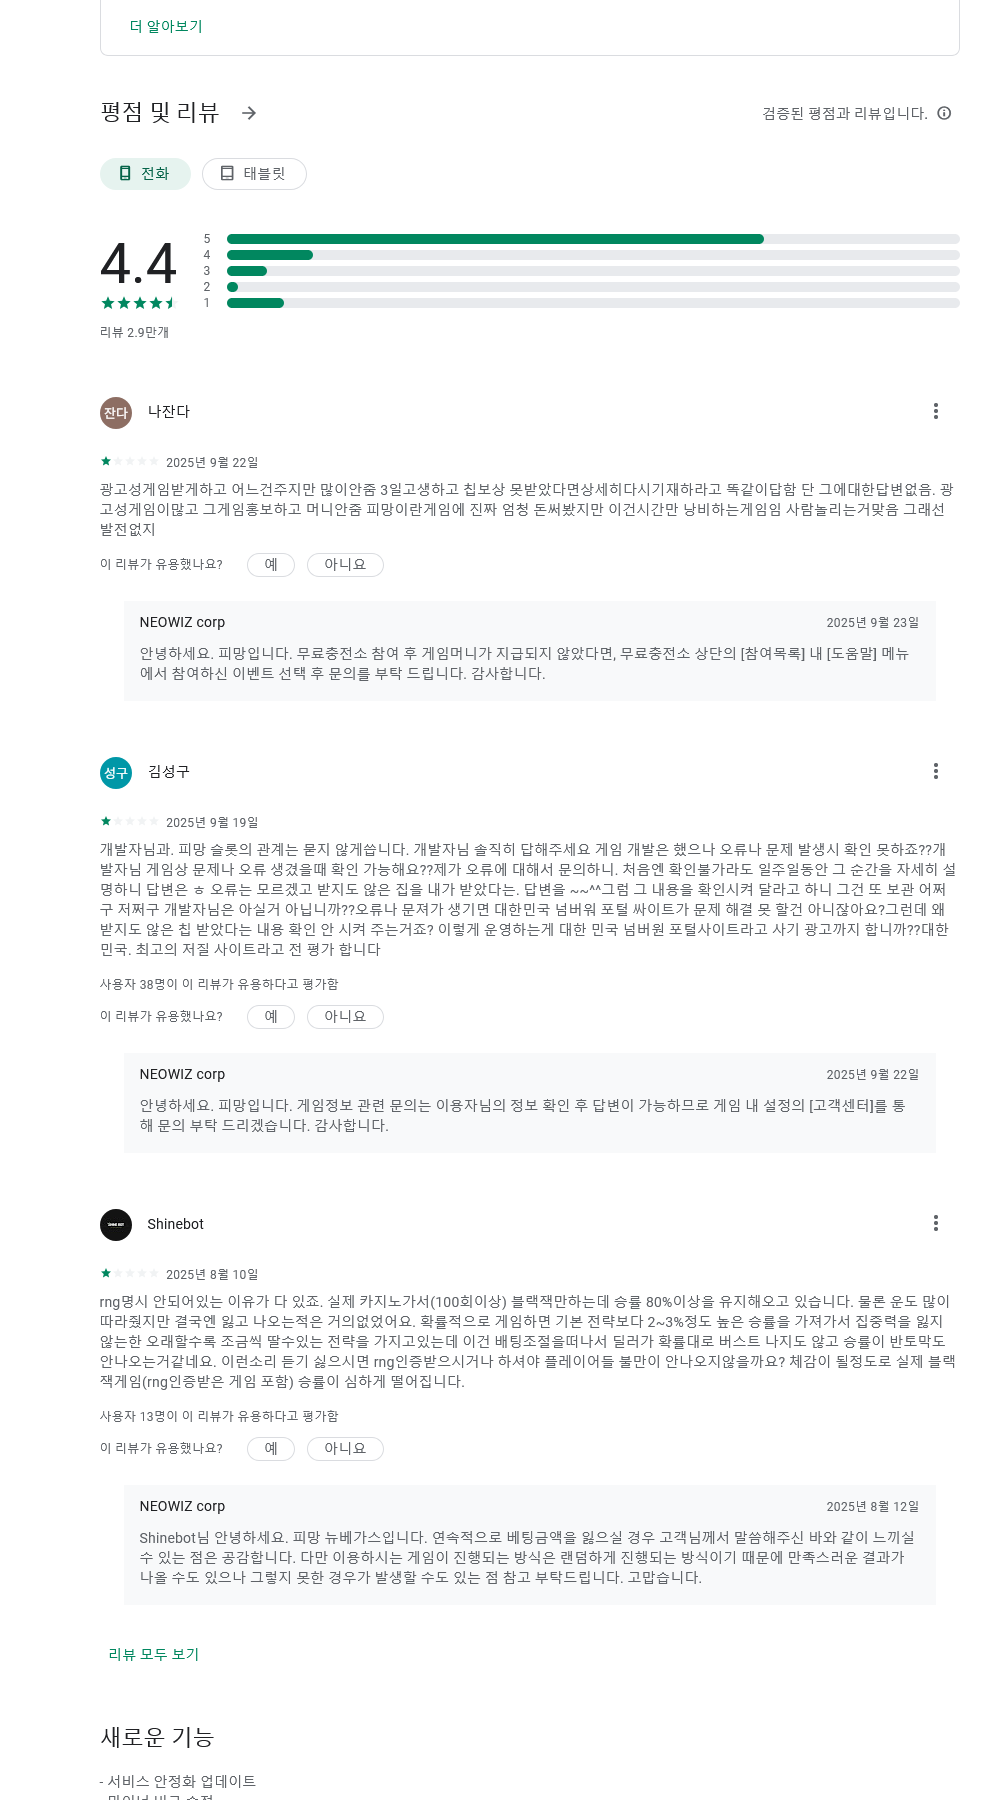 더 알아보기
평점 및 리뷰
검증된 평점과 리뷰입니다.
전화
태블릿
4.4
5
4
3
2
1
리뷰 2.9만개
잔다
나잔다
2025년 9월 22일
광고성게임받게하고 어느건주지만 많이안줌 3일고생하고 칩보상 못받았다면상세히다시기재하라고 똑같이답함 단 그에대한답변없음. 광
고성게임이많고 그게임홍보하고 머니안줌 피망이란게임에 진짜 엄청 돈써봤지만 이건시간만 낭비하는게임임 사람놀리는거맞음 그래선
발전없지
이 리뷰가 유용했나요?
예
아니요
NEOWIZ corp
2025년 9월 23일
안녕하세요. 피망입니다. 무료충전소 참여 후 게임머니가 지급되지 않았다면, 무료충전소 상단의 [참여목록] 내 [도움말] 메뉴
에서 참여하신 이벤트 선택 후 문의를 부탁 드립니다. 감사합니다.
성구
김성구
2025년 9월 19일
개발자님과. 피망 슬롯의 관계는 묻지 않게씁니다. 개발자님 솔직히 답해주세요 게임 개발은 했으나 오류나 문제 발생시 확인 못하죠??개
발자님 게임상 문제나 오류 생겼을때 확인 가능해요??제가 오류에 대해서 문의하니. 처음엔 확인불가라도 일주일동안 그 순간을 자세히 설
명하니 답변은 ㅎ 오류는 모르겠고 받지도 않은 집을 내가 받았다는. 답변을 ~~^^그럼 그 내용을 확인시켜 달라고 하니 그건 또 보관 어쩌
구 저쩌구 개발자님은 아실거 아닙니까??오류나 문져가 생기면 대한민국 넘버워 포털 싸이트가 문제 해결 못 할건 아니잖아요?그런데 왜
받지도 않은 칩 받았다는 내용 확인 안 시켜 주는거죠? 이렇게 운영하는게 대한 민국 넘버원 포털사이트라고 사기 광고까지 합니까??대한
민국. 최고의 저질 사이트라고 전 평가 합니다
사용자 38명이 이 리뷰가 유용하다고 평가함
이 리뷰가 유용했나요?
예
아니요
NEOWIZ corp
2025년 9월 22일
안녕하세요. 피망입니다. 게임정보 관련 문의는 이용자님의 정보 확인 후 답변이 가능하므로 게임 내 설정의 [고객센터]를 통
해 문의 부탁 드리겠습니다. 감사합니다.
Shinebot
2025년 8월 10일
rng명시 안되어있는 이유가 다 있죠. 실제 카지노가서(100회이상) 블랙잭만하는데 승률 80%이상을 유지해오고 있습니다. 물론 운도 많이
따라줬지만 결국엔 잃고 나오는적은 거의없었어요. 확률적으로 게임하면 기본 전략보다 2~3%정도 높은 승률을 가져가서 집중력을 잃지
않는한 오래할수록 조금씩 딸수있는 전략을 가지고있는데 이건 배팅조절을떠나서 딜러가 확률대로 버스트 나지도 않고 승률이 반토막도
안나오는거같네요. 이런소리 듣기 싫으시면 rng인증받으시거나 하셔야 플레이어들 불만이 안나오지않을까요? 체감이 될정도로 실제 블랙
잭게임(rng인증받은 게임 포함) 승률이 심하게 떨어집니다.
사용자 13명이 이 리뷰가 유용하다고 평가함
이 리뷰가 유용했나요?
예
아니요
NEOWIZ corp
2025년 8월 12일
Shinebot님 안녕하세요. 피망 뉴베가스입니다. 연속적으로 베팅금액을 잃으실 경우 고객님께서 말씀해주신 바와 같이 느끼실
수 있는 점은 공감합니다. 다만 이용하시는 게임이 진행되는 방식은 랜덤하게 진행되는 방식이기 때문에 만족스러운 결과가
나올 수도 있으나 그렇지 못한 경우가 발생할 수도 있는 점 참고 부탁드립니다. 고맙습니다.
리뷰 모두 보기
새로운 기능
- 서비스 안정화 업데이트